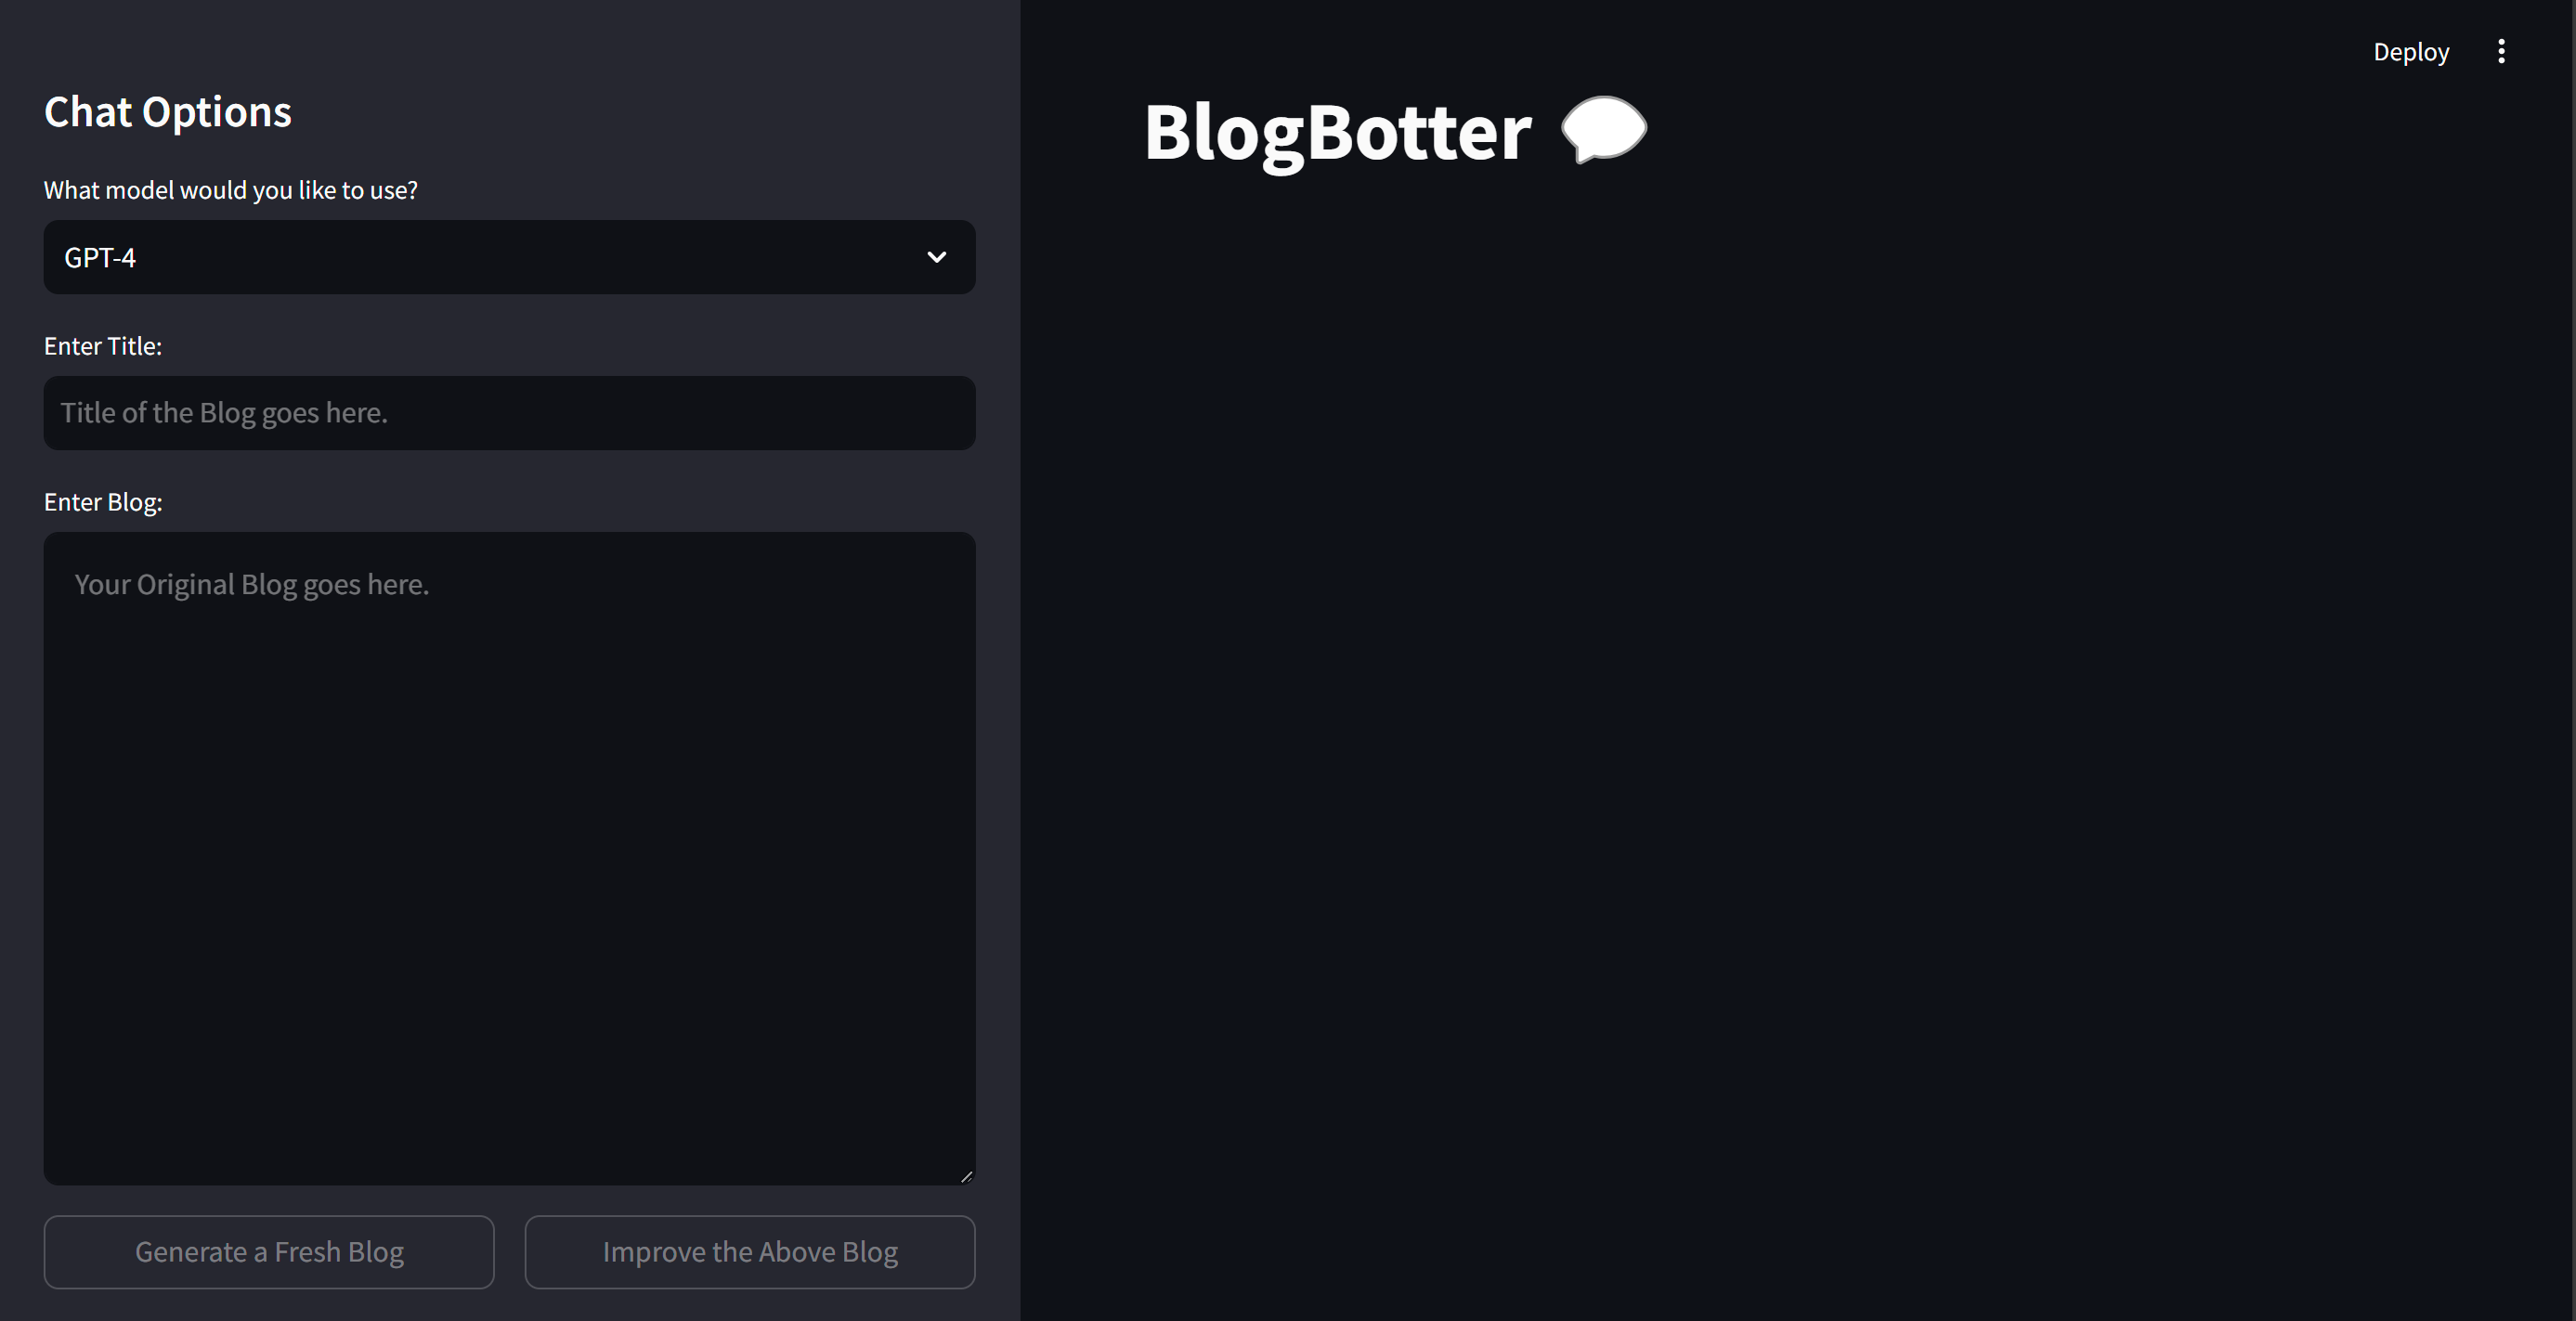 Chat Options
What model would you like to use?
GPT-4
Enter Title:
Title of the Blog goes here.
Enter Blog:
Your Original Blog goes here.
Generate a Fresh Blog
Improve the Above Blog
Deploy
BlogBotter